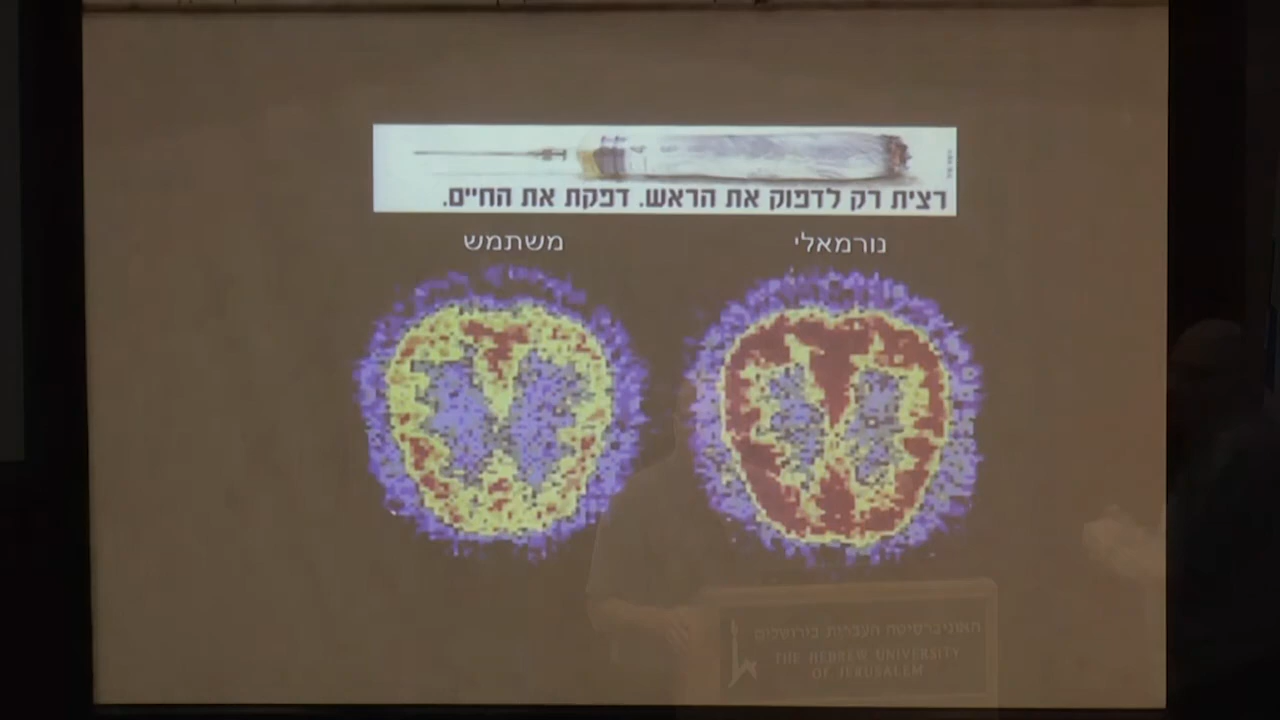 רצית רק לדפוק את הראש. דפקת את החיים.
נורמאלי
משתמש
האוניברסיטה העברית בירושלים
THE HEBREW UNIVERSITY
OF JERUSALEM